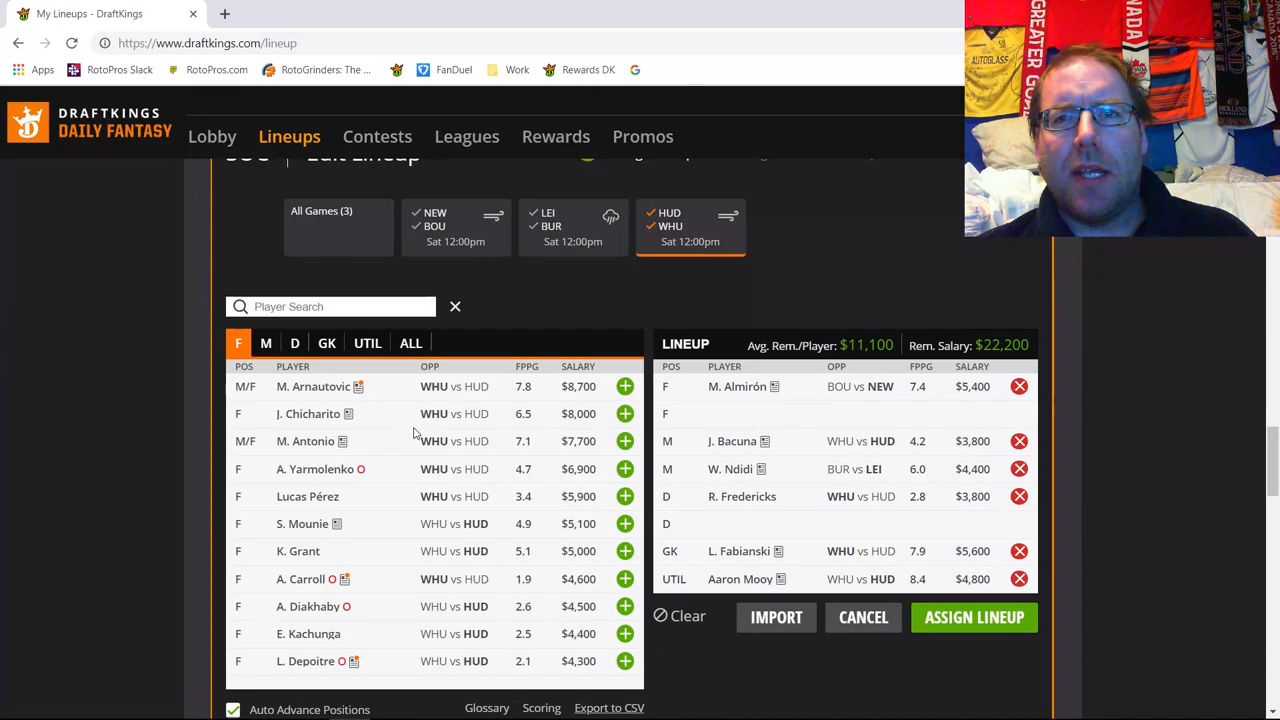 My Lineups - DraftKings
https://www.draftkings.com/lineup
Apps RotoPros Slack RotoPros.com RotoGrinders: The ... FanDuel Work Rewards DK
DRAFTKINGS
DAILY FANTASY
Lobby Lineups Contests Leagues Rewards Promos
Edit Lineup
All Games (3)
NEW
BOU
Sat 12:00pm
LEI
BUR
Sat 12:00pm
HUD
WHU
Sat 12:00pm
Player Search
F M D GK UTIL ALL
POS PLAYER OPP FPPG SALARY
M/F M. Arnautovic WHU vs HUD 7.8 $8,700
F J. Chicharito WHU vs HUD 6.5 $8,000
M/F M. Antonio WHU vs HUD 7.1 $7,700
F A. Yarmolenko O WHU vs HUD 4.7 $6,900
F Lucas Pérez WHU vs HUD 3.4 $5,900
F S. Mounie WHU vs HUD 4.9 $5,100
F K. Grant WHU vs HUD 5.1 $5,000
F A. Carroll O WHU vs HUD 1.9 $4,600
F A. Diakhaby O WHU vs HUD 2.6 $4,500
F E. Kachunga WHU vs HUD 2.5 $4,400
F L. Depoitre O WHU vs HUD 2.1 $4,300
Auto Advance Positions
Glossary Scoring Export to CSV
LINEUP Avg. Rem./Player: $11,100 Rem. Salary: $22,200
POS PLAYER OPP FPPG SALARY
F M. Almirón BOU vs NEW 7.4 $5,400
F
M J. Bacuna WHU vs HUD 4.2 $3,800
M W. Ndidi BUR vs LEI 6.0 $4,400
D R. Fredericks WHU vs HUD 2.8 $3,800
D
GK L. Fabianski WHU vs HUD 7.9 $5,600
UTIL Aaron Mooy WHU vs HUD 8.4 $4,800
Clear IMPORT CANCEL ASSIGN LINEUP
AUTOGLASS
GREATER